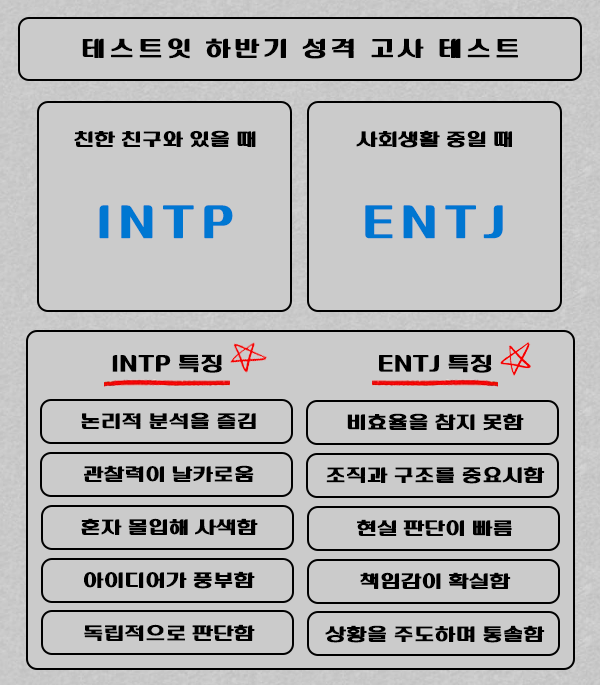 테스트잇 하반기 성격 고사 테스트
친한 친구와 있을 때
INTP
사회생활 중일 때
ENTJ
INTP 특징
논리적 분석을 즐김
관찰력이 날카로움
혼자 몰입해 사색함
아이디어가 풍부함
독립적으로 판단함
ENTJ 특징
비효율을 참지 못함
조직과 구조를 중요시함
현실 판단이 빠름
책임감이 확실함
상황을 주도하며 통솔함